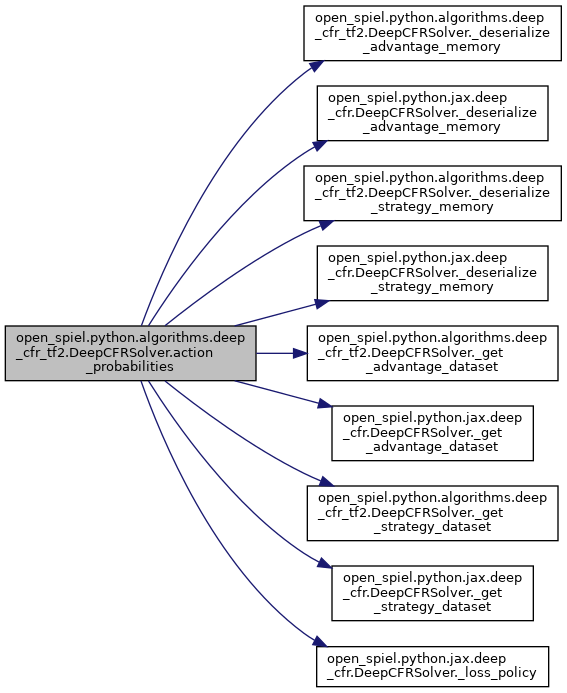 open_spiel.python.algorithms.deep
_cfr_tf2.DeepCFRSolver._deserialize
_advantage_memory
open_spiel.python.jax.deep
_cfr.DeepCFRSolver._deserialize
_advantage_memory
open_spiel.python.algorithms.deep
_cfr_tf2.DeepCFRSolver._deserialize
_strategy_memory
open_spiel.python.jax.deep
_cfr.DeepCFRSolver._deserialize
_strategy_memory
open_spiel.python.algorithms.deep
_cfr_tf2.DeepCFRSolver.action
_probabilities
open_spiel.python.algorithms.deep
_cfr_tf2.DeepCFRSolver._get
_advantage_dataset
open_spiel.python.jax.deep
_cfr.DeepCFRSolver._get
_advantage_dataset
open_spiel.python.algorithms.deep
_cfr_tf2.DeepCFRSolver._get
_strategy_dataset
open_spiel.python.jax.deep
_cfr.DeepCFRSolver._get
_strategy_dataset
open_spiel.python.jax.deep
_cfr.DeepCFRSolver._loss_policy